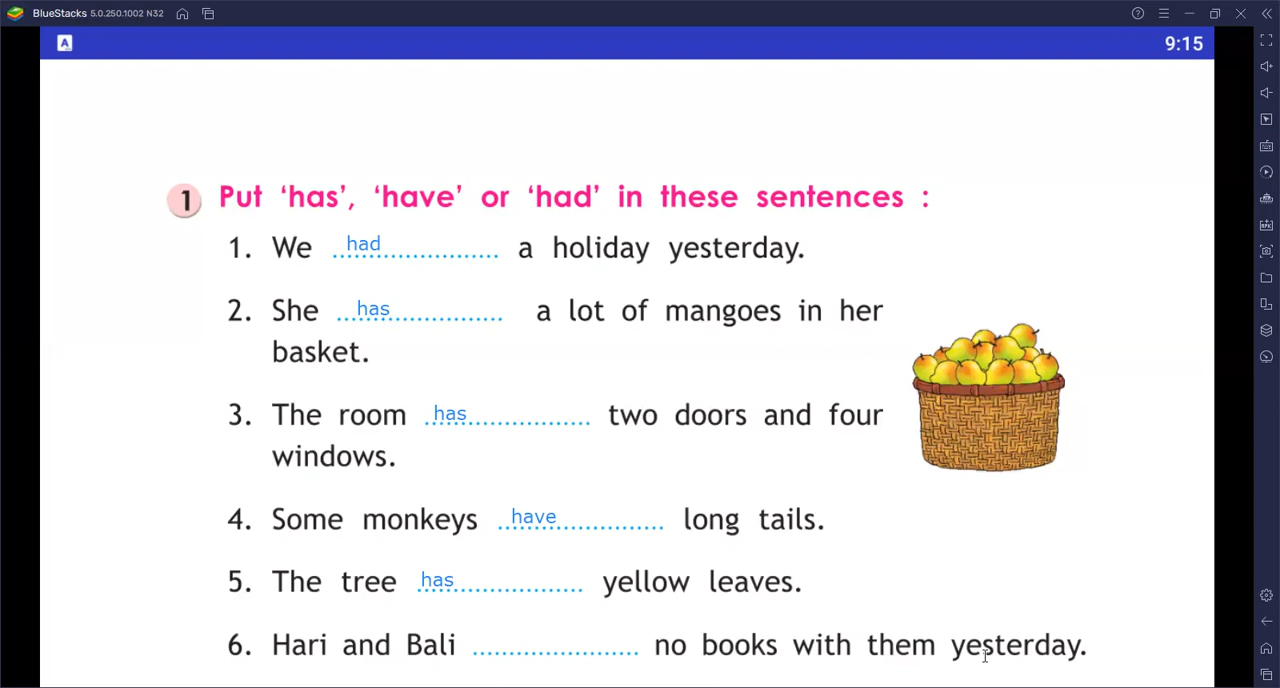 BlueStacks 5.0.250.1002 N32
A 9:15
1 Put ‘has’, ‘have’ or ‘had’ in these sentences :
1. We had a holiday yesterday.
2. She has a lot of mangoes in her
basket.
3. The room has two doors and four
windows.
4. Some monkeys have long tails.
5. The tree has yellow leaves.
6. Hari and Bali .......................... no books with them yesterday.